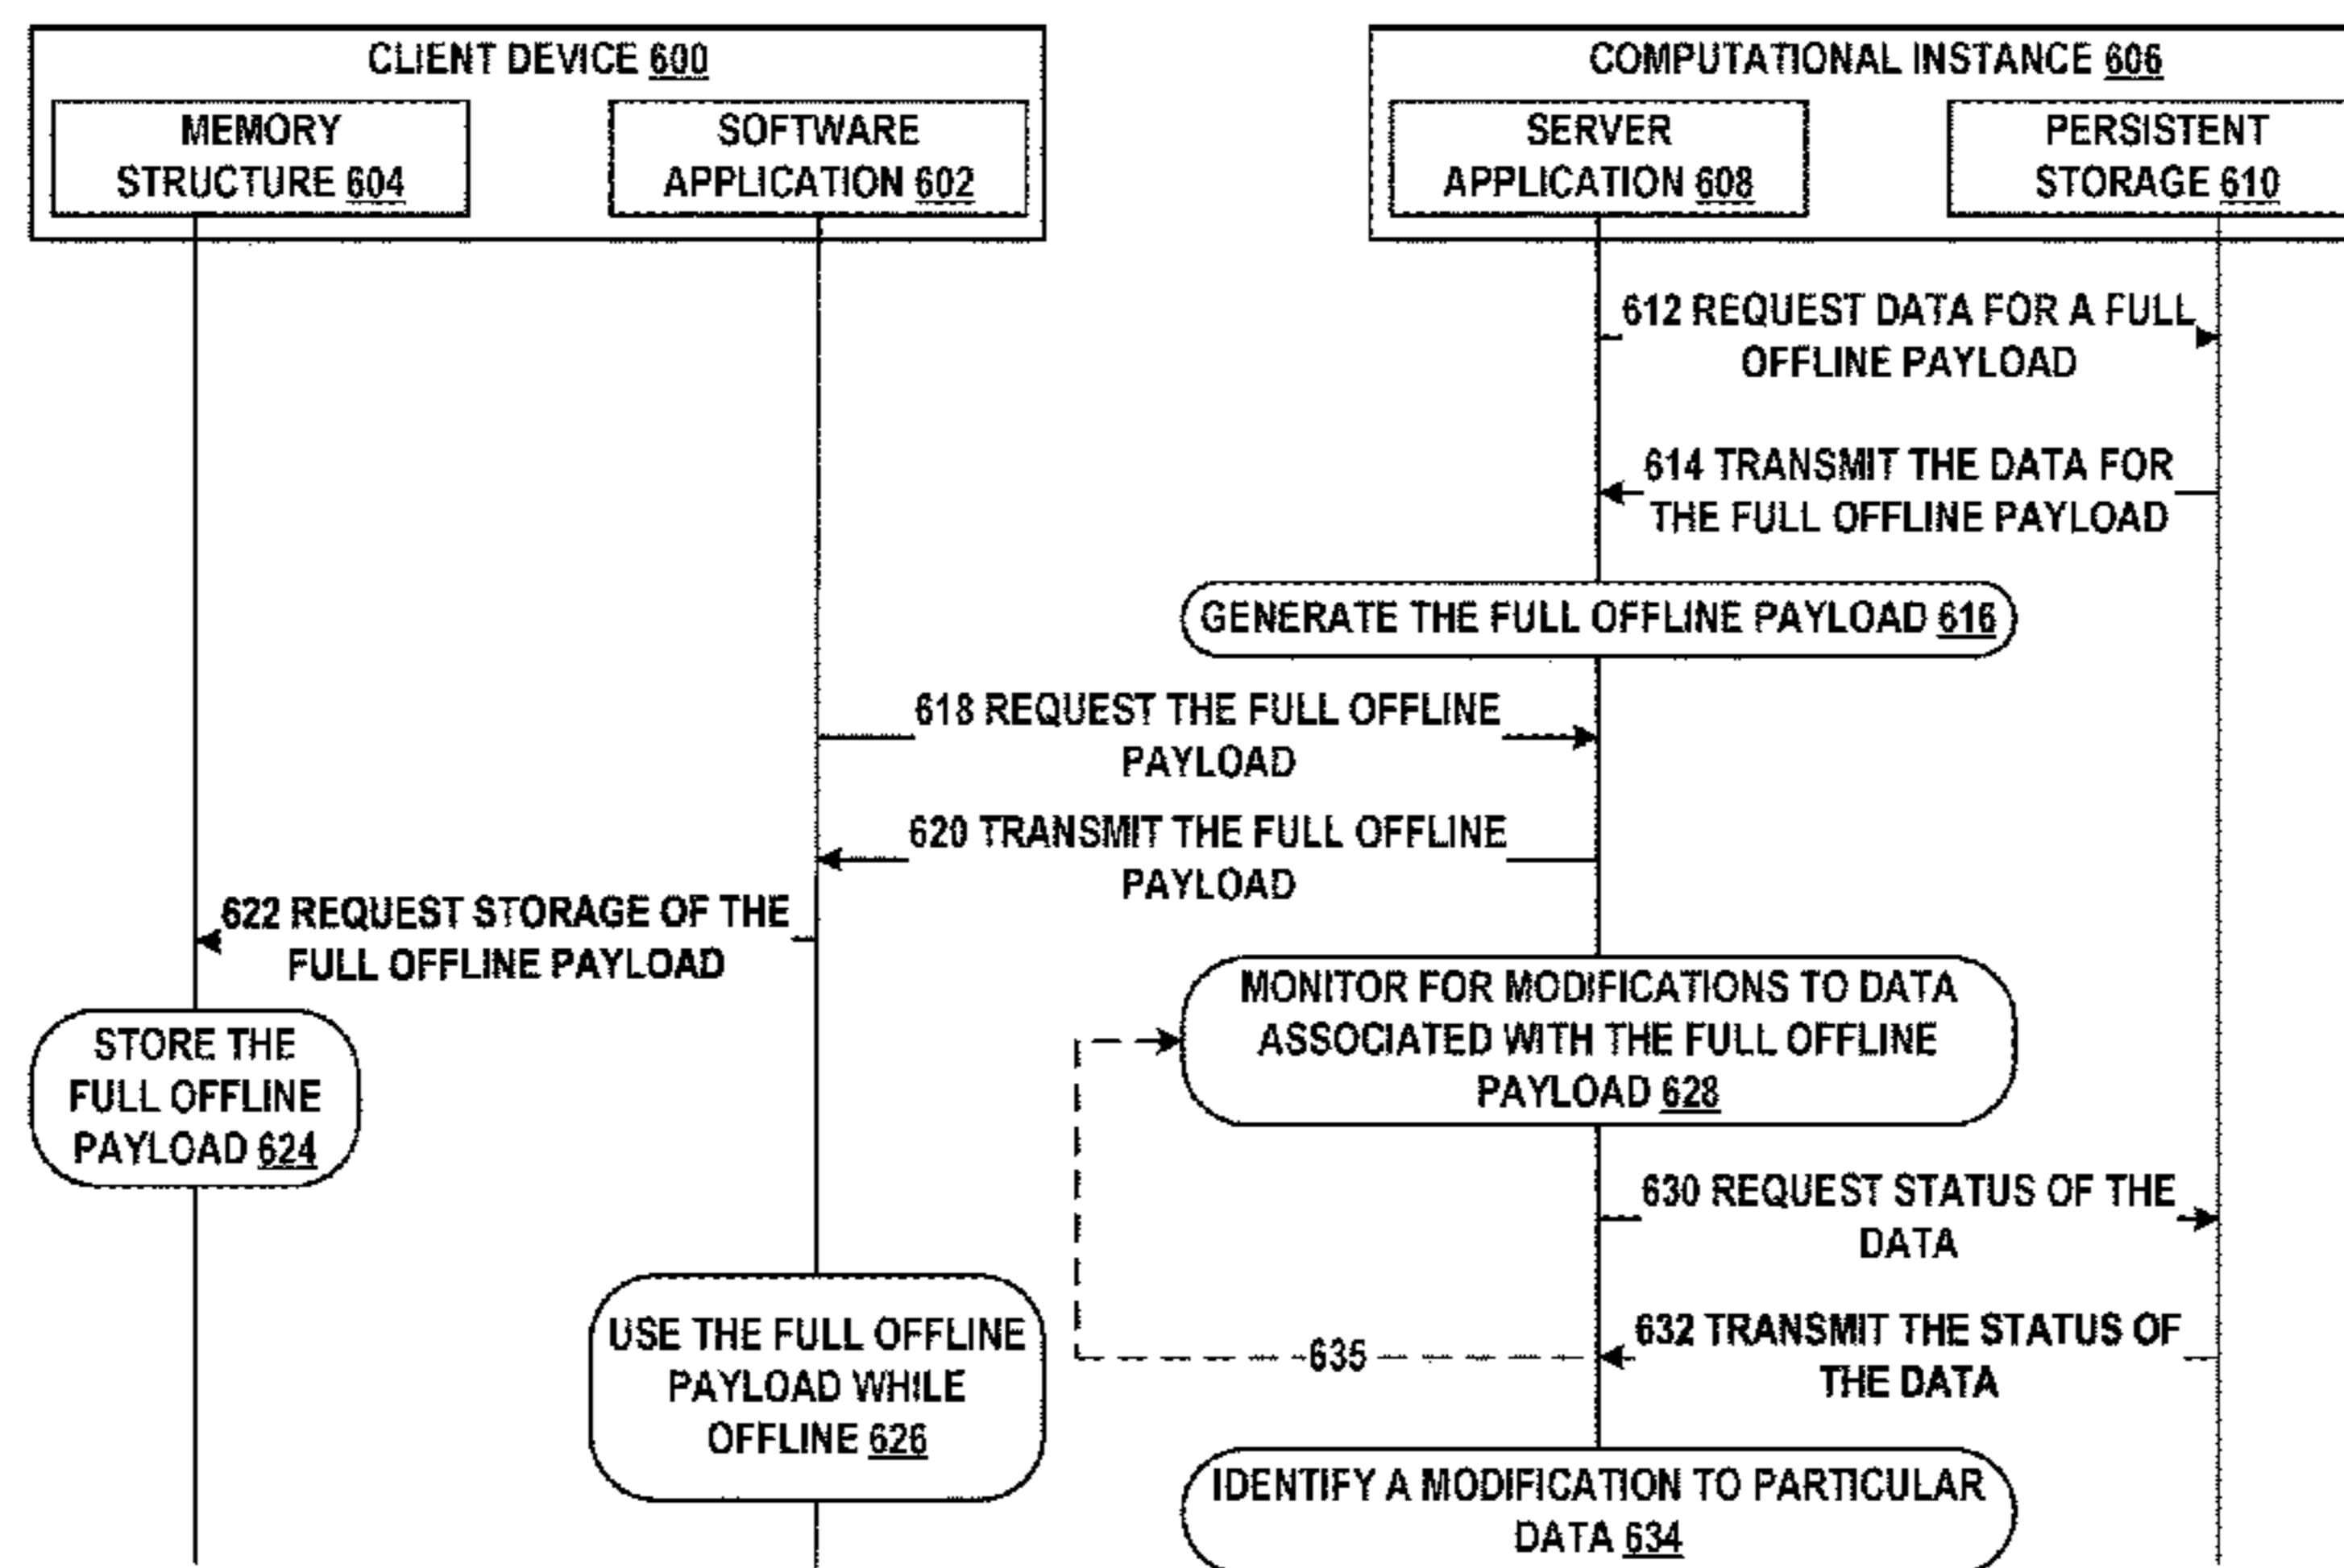 CLIENT DEVICE 600
COMPUTATIONAL INSTANCE 606
MEMORY
STRUCTURE 604
SOFTWARE
APPLICATION 602
SERVER
APPLICATION 608
PERSISTENT
STORAGE 610
612 REQUEST DATA FOR A FULL
OFFLINE PAYLOAD
614 TRANSMIT THE DATA FOR
THE FULL OFFLINE PAYLOAD
GENERATE THE FULL OFFLINE PAYLOAD 616
618 REQUEST THE FULL OFFLINE
PAYLOAD
620 TRANSMIT THE FULL OFFLINE
PAYLOAD
622 REQUEST STORAGE OF THE
FULL OFFLINE PAYLOAD
STORE THE
FULL OFFLINE
PAYLOAD 624
MONITOR FOR MODIFICATIONS TO DATA
ASSOCIATED WITH THE FULL OFFLINE
PAYLOAD 628
630 REQUEST STATUS OF THE
DATA
USE THE FULL OFFLINE
PAYLOAD WHILE
OFFLINE 626
635
632 TRANSMIT THE STATUS OF
THE DATA
IDENTIFY A MODIFICATION TO PARTICULAR
DATA 634